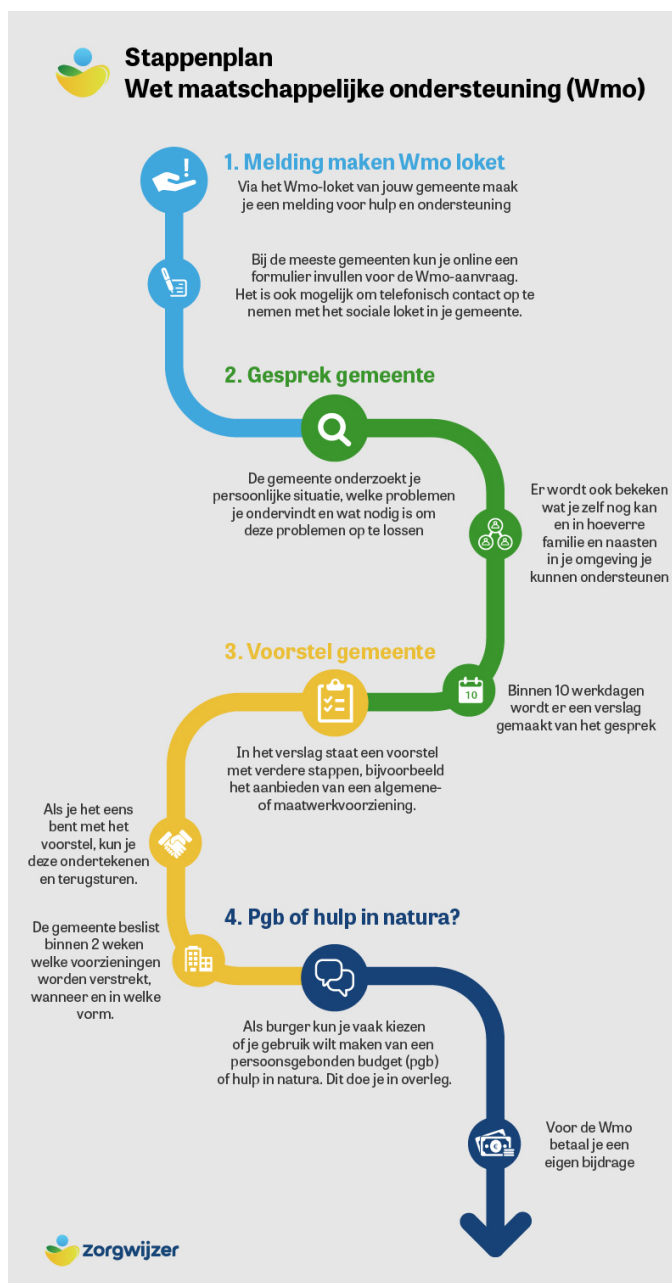 Stappenplan
Wet maatschappelijke ondersteuning (Wmo)
1. Melding maken Wmo loket
Via het Wmo-loket van jouw gemeente maak
je een melding voor hulp en ondersteuning
Bij de meeste gemeenten kun je online een
formulier invullen voor de Wmo-aanvraag.
Het is ook mogelijk om telefonisch contact op te
nemen met het sociale loket in je gemeente.
2. Gesprek gemeente
De gemeente onderzoekt je
persoonlijke situatie, welke problemen
je ondervindt en wat nodig is om
deze problemen op te lossen
Er wordt ook bekeken
wat je zelf nog kan
en in hoeverre
familie en naasten
in je omgeving je
kunnen ondersteunen
10
Binnen 10 werkdagen
wordt er een verslag
gemaakt van het gesprek
3. Voorstel gemeente
In het verslag staat een voorstel
met verdere stappen, bijvoorbeeld
het aanbieden van een algemene-
of maatwerkvoorziening.
Als je het eens
bent met het
voorstel, kun je
deze ondertekenen
en terugsturen.
De gemeente beslist
binnen 2 weken
welke voorzieningen
worden verstrekt,
wanneer en in welke
vorm.
4. Pgb of hulp in natura?
Als burger kun je vaak kiezen
of je gebruik wilt maken van een
persoonsgebonden budget (pgb)
of hulp in natura. Dit doe je in overleg.
€
Voor de Wmo
betaal je een
eigen bijdrage
zorgwijzer